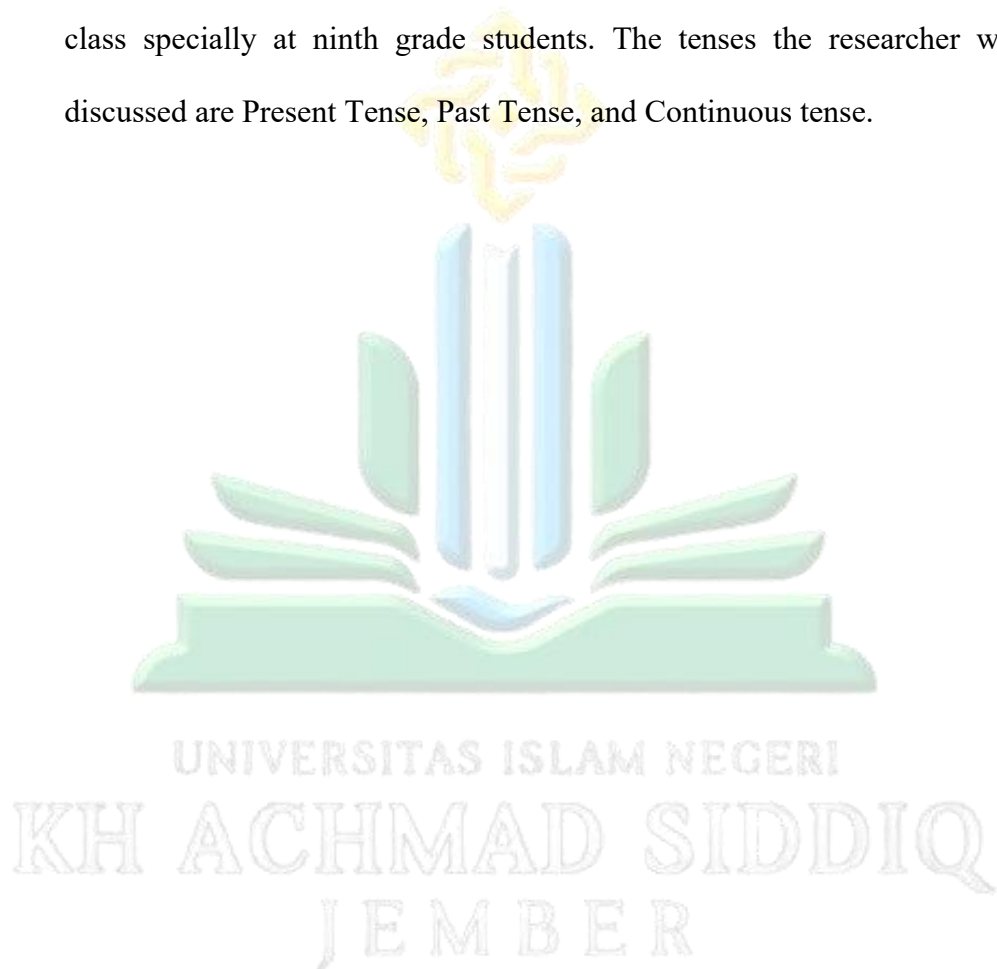 class specially at ninth grade students. The tenses the researcher
discussed are Present Tense, Past Tense, and Continuous tense.
UNIVERSITAS ISLAM NEGERI
KH ACHMAD SIDDIQ
JEMBER